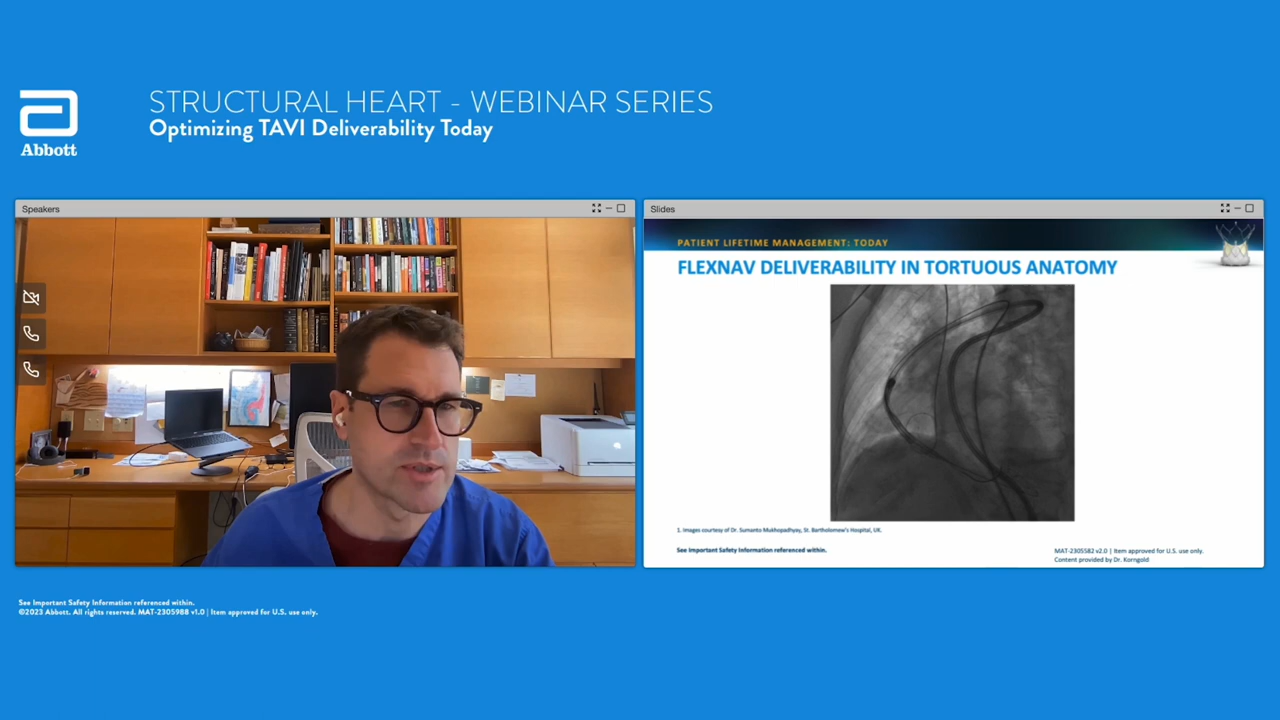 Abbott
STRUCTURAL HEART - WEBINAR SERIES
Optimizing TAVI Deliverability Today
Speakers
Slides
PATIENT LIFETIME MANAGEMENT: TODAY
FLEXNAV DELIVERABILITY IN TORTUOUS ANATOMY
1. Images courtesy of Dr. Sumanto Mukhopadhyay, St. Bartholomew's Hospital, UK.
See Important Safety Information referenced within.
MAT-2305582 v2.0 | Item approved for U.S. use only.
Content provided by Dr. Korngold
See Important Safety Information referenced within.
©2023 Abbott. All rights reserved. MAT-2305988 v1.0 | Item approved for U.S. use only.